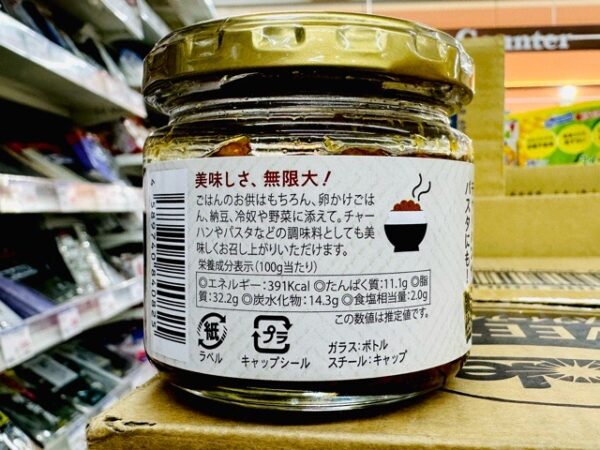 美味しさ、無限大!
ごはんのお供はもちろん、卵かけごは
ん、納豆、冷奴や野菜に添えて。チャー
ハンやパスタなどの調味料としても美
味しくお召し上がりいただけます。
栄養成分表示(100g当たり)
◎エネルギー:391Kcal◎たんぱく質:11.1g◎脂
質:32.2g◎炭水化物:14.3g◎食塩相当量:2.0g
この数値は推定値です。
紙
ラベル
プラ
キャップシール
ガラス:ボトル
スチール:キャップ
パスタにも
unter